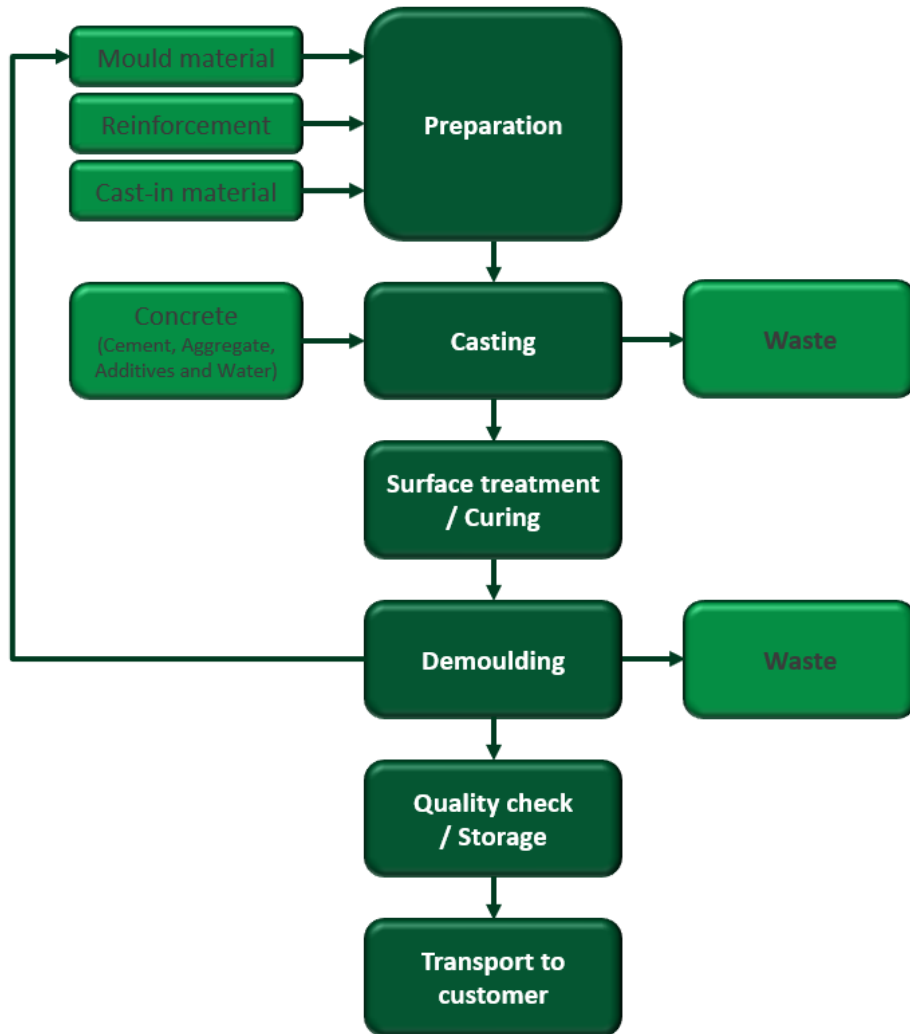 Mould material
Reinforcement
Cast-in material
Preparation
Concrete
(Cement, Aggregate,
Additives and Water)
Casting
Waste
Surface treatment
/ Curing
Demoulding
Waste
Quality check
/ Storage
Transport to
customer